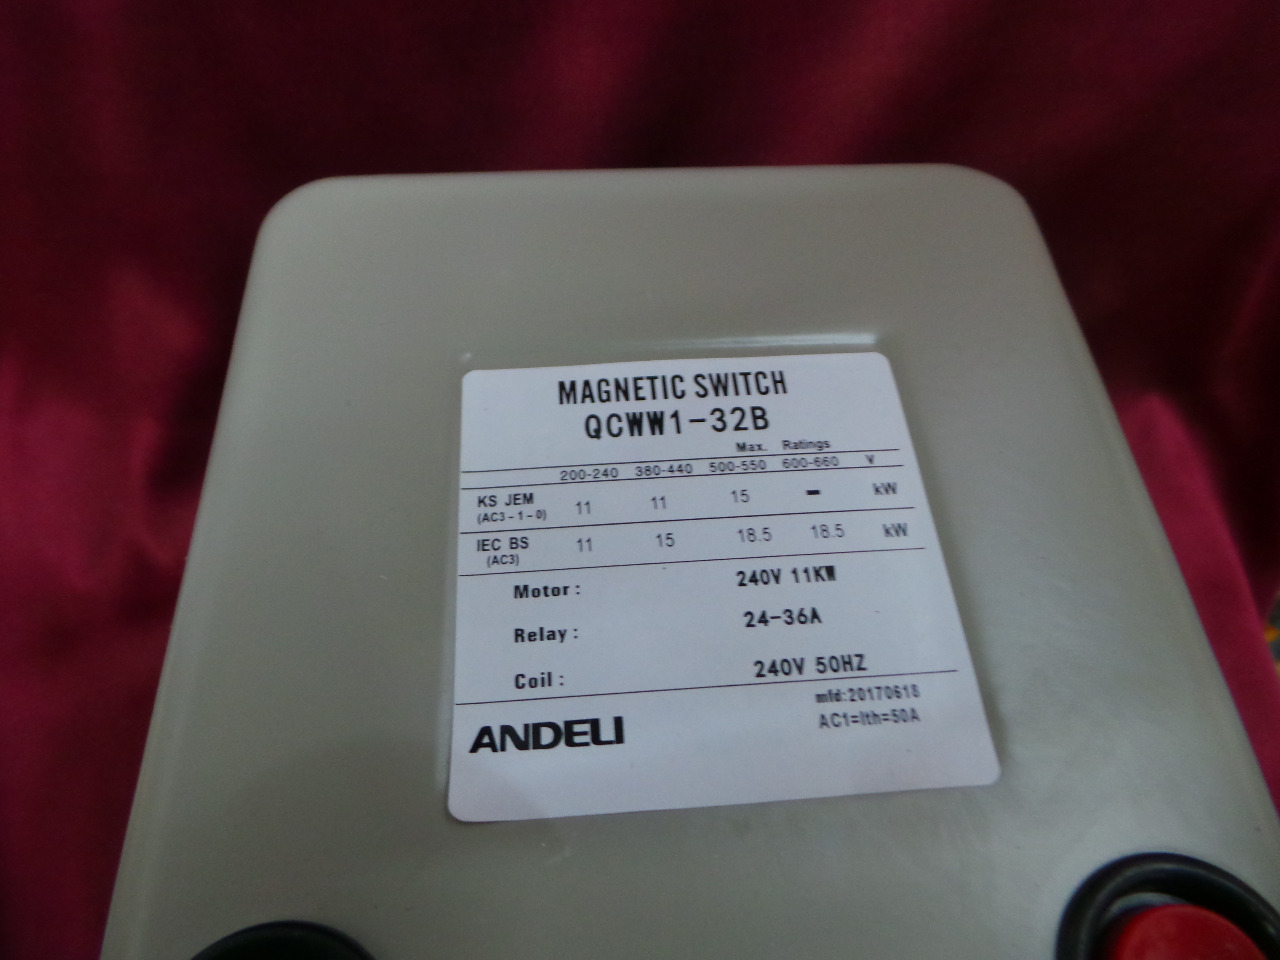 MAGNETIC SWITCH
QCWW1-32B
Max. Ratings
200-240 380-440 500-550 600-660 V
KS JEM 11 11 15 - kW
(AC3-1-0)
IEC BS 11 15 18.5 18.5 kW
(AC3)
Motor: 240V 11KW
Relay: 24-36A
Coil: 240V 50HZ
mfd:20170618
ANDELI AC1=Ith=50A